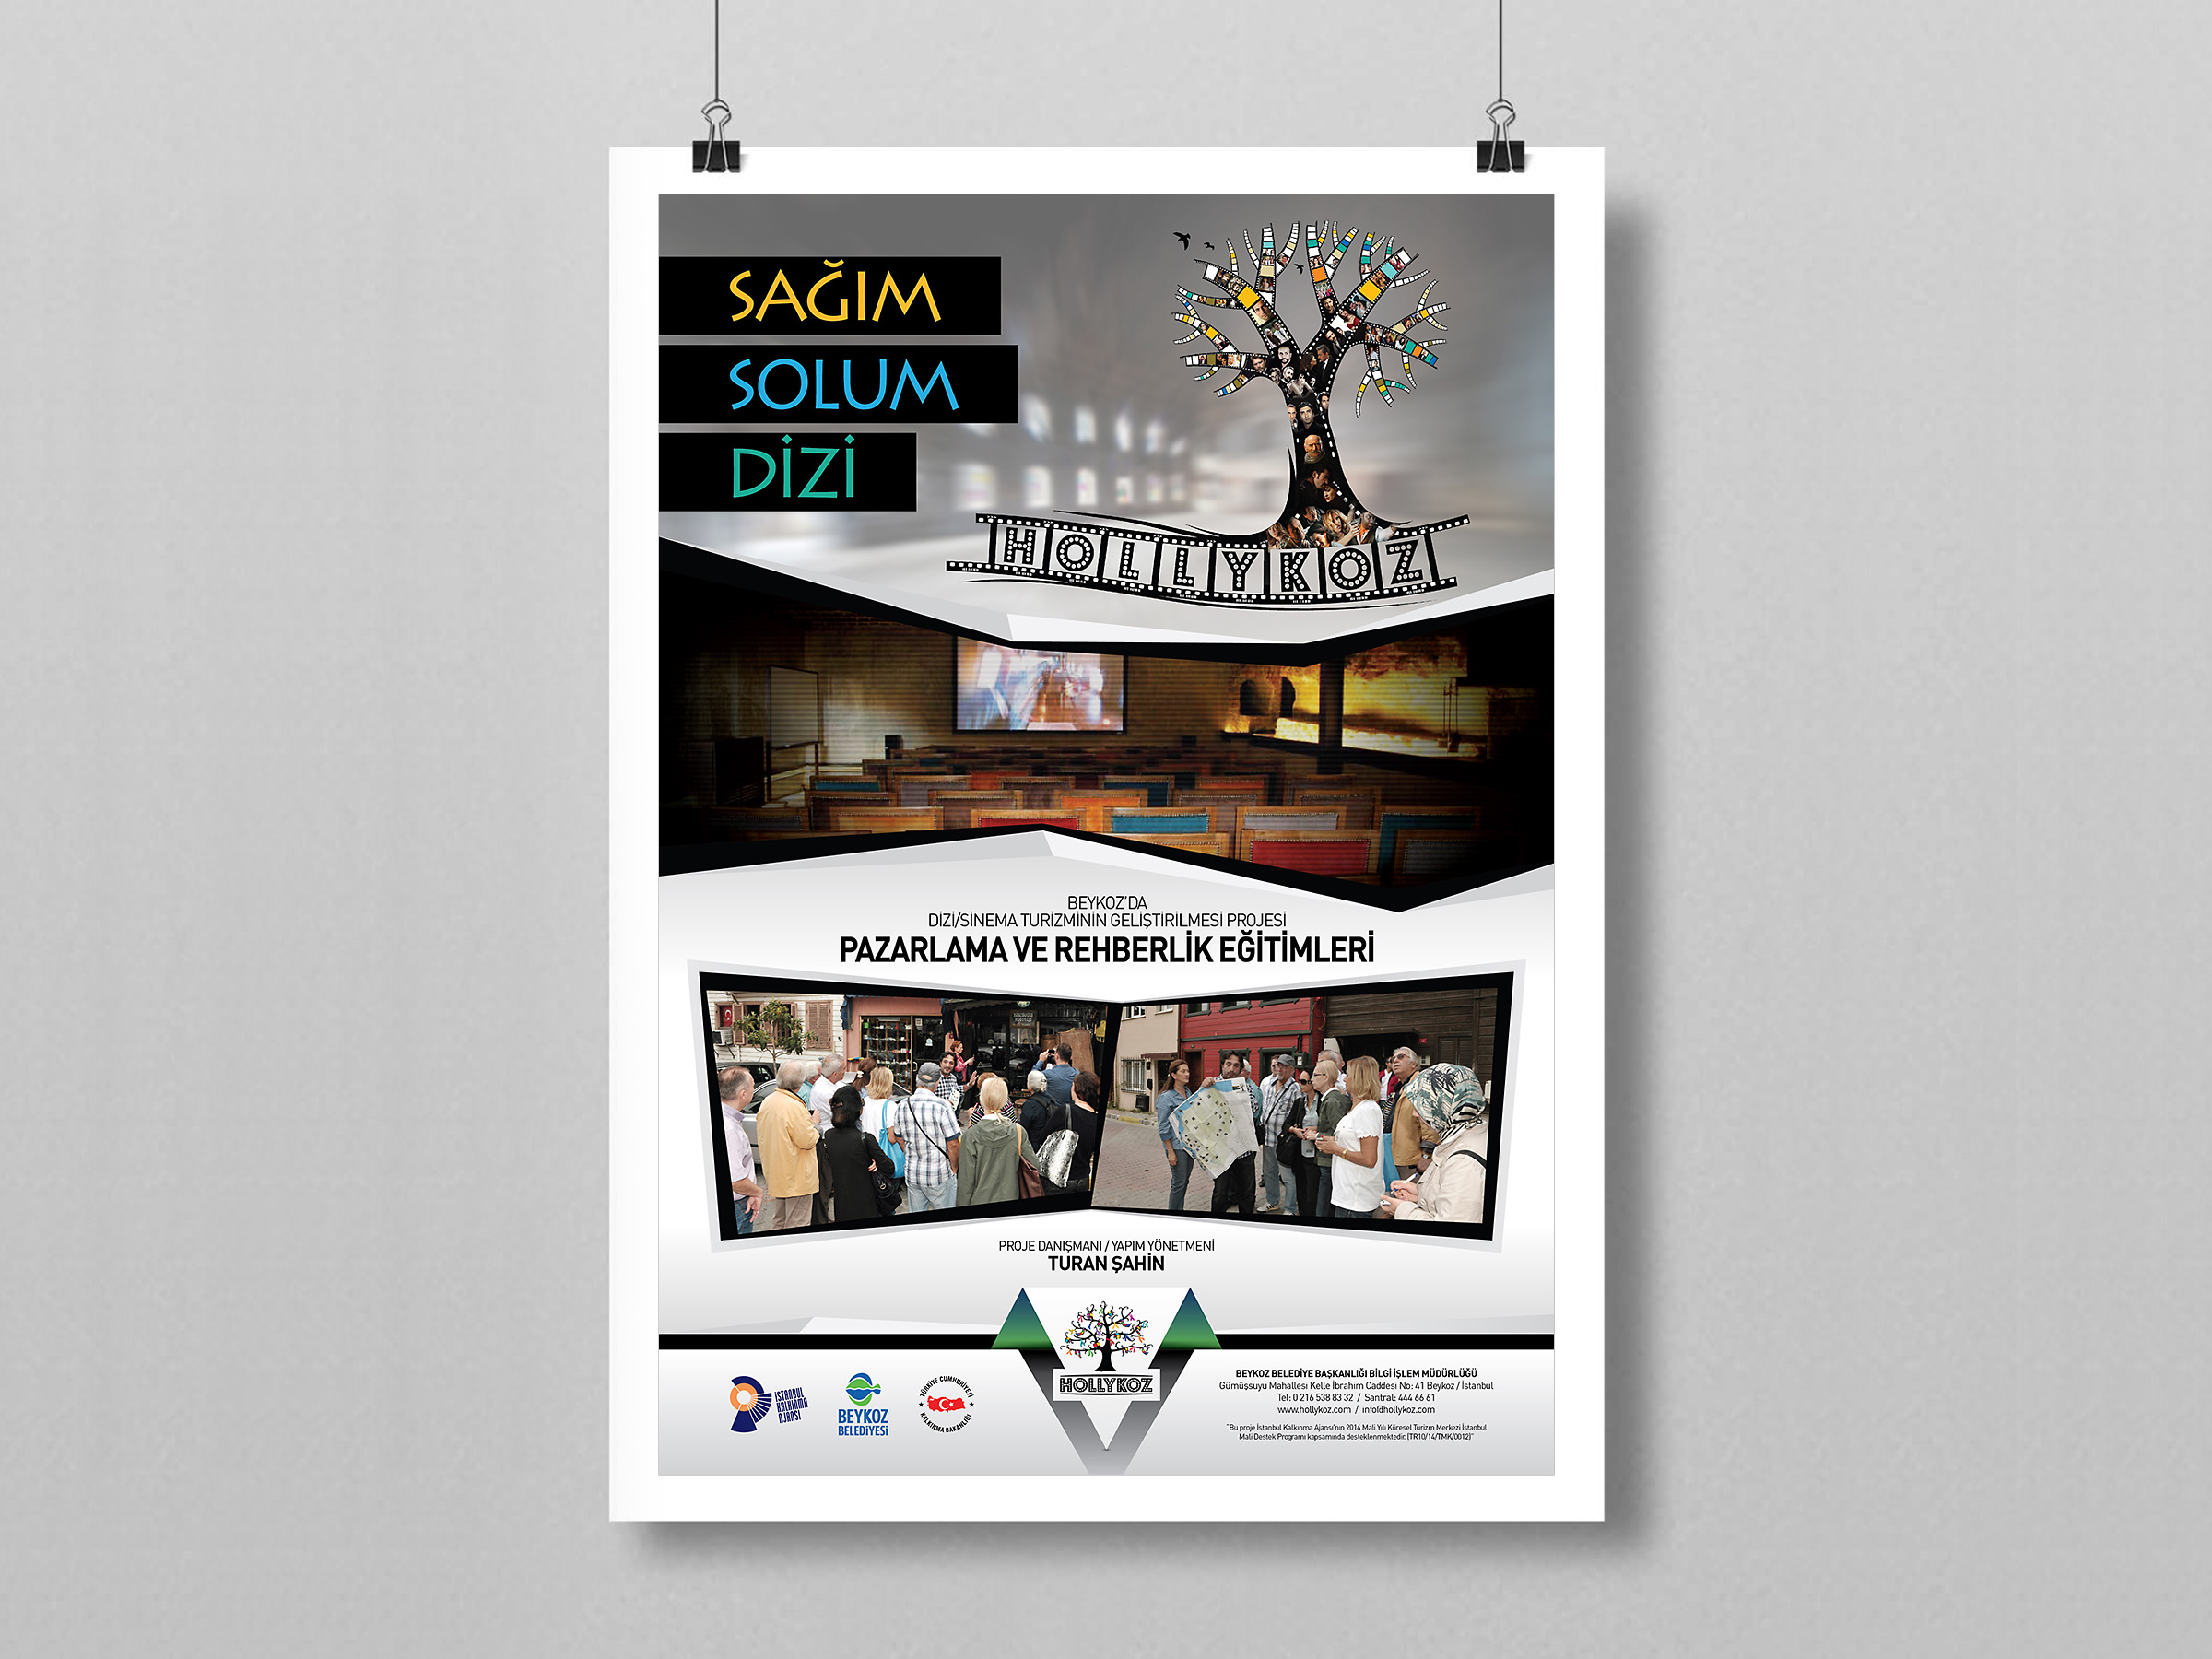 SAĞIM
SOLUM
DİZİ
HOLLYKOZ
BEYKOZ'DA
DİZİ/SİNEMA TURİZMİNİN GELİŞTİRİLMESİ PROJESİ
PAZARLAMA VE REHBERLİK EĞİTİMLERİ
PROJE DANIŞMANI / YAPIM YÖNETMENİ
TURAN ŞAHİN
HOLLYKOZ
İSTANBUL
KALKINMA
AJANSI
BEYKOZ
BELEDİYESİ
TÜRKİYE CUMHURİYETİ
KALKINMA BAKANLIĞI
BEYKOZ BELEDİYE BAŞKANLIĞI BİLGİ İŞLEM MÜDÜRLÜĞÜ
Gümüşsuyu Mahallesi Kelle İbrahim Caddesi No: 41 Beykoz / İstanbul
Tel: 0 216 538 83 32 / Santral: 444 66 61
www.hollykoz.com / info@hollykoz.com
"Bu proje İstanbul Kalkınma Ajansı'nın 2014 Mali Yılı Küresel Turizm Merkezi İstanbul
Mali Destek Programı kapsamında desteklenmektedir. (TR10/14/TMK/0012)"